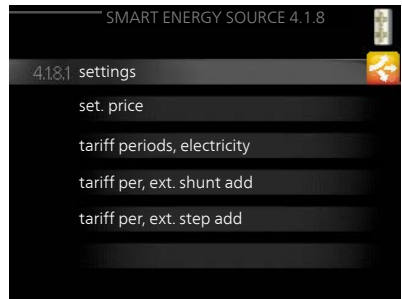 SMART ENERGY SOURCE 4.1.8
4.1.8.1 settings
set. price
tariff periods, electricity
tariff per, ext. shunt add
tariff per, ext. step add